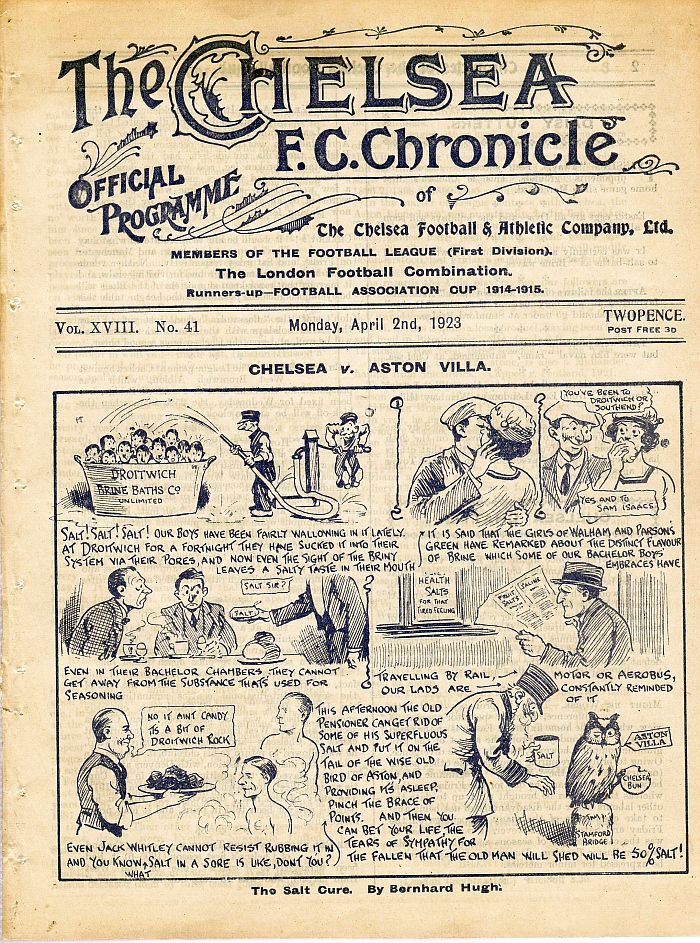 The CHELSEA
F.C. Chronicle
OFFICIAL
PROGRAMME
of
The Chelsea Football & Athletic Company, Ltd.
MEMBERS OF THE FOOTBALL LEAGUE (First Division).
The London Football Combination.
Runners-up—FOOTBALL ASSOCIATION CUP 1914-1915.
VOL. XVIII. No. 41
Monday, April 2nd, 1923
TWOPENCE.
POST FREE 3D
CHELSEA v. ASTON VILLA.
DROITWICH
BRINE BATHS CO
UNLIMITED
SALT! SALT! SALT! OUR BOYS HAVE BEEN FAIRLY WALLOWING IN IT LATELY.
AT DROITWICH FOR A FORTNIGHT THEY HAVE SUCKED IT INTO THEIR
SYSTEM VIA THEIR PORES, AND NOW EVEN THE SIGHT OF THE BRINY
LEAVES A SALTY TASTE IN THEIR MOUTH
YOU'VE BEEN TO
DROITWICH OR
SOUTHEND?
YES AND TO
SAM ISAACS
IT IS SAID THAT THE GIRLS OF WALHAM AND PARSONS
GREEN HAVE REMARKED ABOUT THE DISTINCT FLAVOUR
OF BRINE WHICH SOME OF OUR BACHELOR BOYS'
EMBRACES HAVE
SALT SIR?
SALT
EVEN IN THEIR BACHELOR CHAMBERS THEY CANNOT
GET AWAY FROM THE SUBSTANCE THATS USED FOR
SEASONING
HEALTH
SALTS
FOR THAT
TIRED FEELING
FRUIT
SALTS
SALINE
TRAVELLING BY RAIL, MOTOR OR AEROBUS,
OUR LADS ARE CONSTANTLY REMINDED
OF IT
NO IT AINT CANDY
ITS A BIT OF
DROITWICH ROCK
EVEN JACK WHITLEY CANNOT RESIST RUBBING IT IN
AND YOU KNOW WHAT SALT IN A SORE IS LIKE, DON'T YOU?
THIS AFTERNOON THE OLD
PENSIONER CAN GET RID OF
SOME OF HIS SUPERFLUOUS
SALT AND PUT IT ON THE
TAIL OF THE WISE OLD
BIRD OF ASTON, AND
PROVIDING HE'S ASLEEP,
PINCH THE BRACE OF
POINTS. AND THEN YOU
CAN BET YOUR LIFE, THE
TEARS OF SYMPATHY FOR
THE FALLEN THAT THE OLD MAN WILL SHED WILL BE 50% SALT!
SALT
ASTON
VILLA
CHELSEA
BUN
STAMFORD
BRIDGE
The Salt Cure. By Bernhard Hugh.